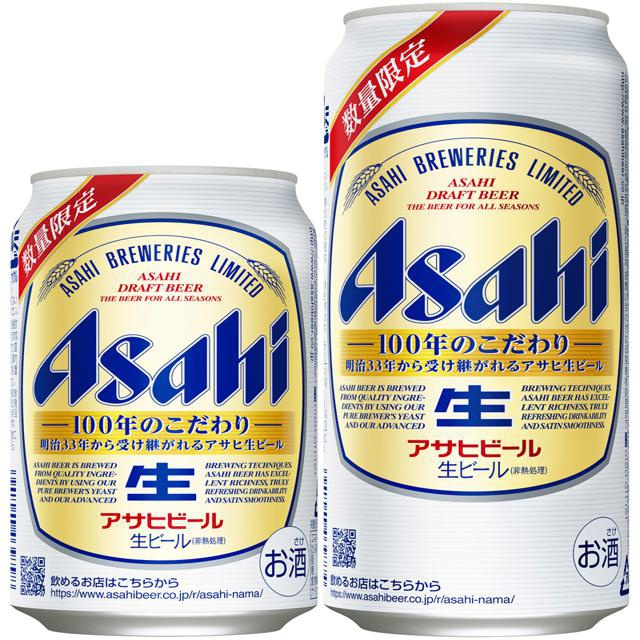 数量限定
ASAHI BREWERIES LIMITED
ASAHI
DRAFT BEER
THE BEER FOR ALL SEASONS
Asahi
100年のこだわり
明治33年から受け継がれるアサヒ生ビール
ASAHI BEER IS BREWED
FROM QUALITY INGRE-
DIENTS BY USING OUR
PURE BREWER'S YEAST
AND OUR ADVANCED
生
BREWING TECHNIQUES.
ASAHI BEER HAS EXCEL-
LENT RICHNESS, TRULY
REFRESHING DRINKABILITY
AND SATIN SMOOTHNESS.
アサヒビール
生ビール(非熱処理)
さけ
お酒
飲めるお店はこちらから
https://www.asahibeer.co.jp/r/asahi-nama/
数量限定
ASAHI BREWERIES LIMITED
ASAHI
DRAFT BEER
THE BEER FOR ALL SEASONS
Asahi
100年のこだわり
明治33年から受け継がれるアサヒ生ビール
ASAHI BEER IS BREWED
FROM QUALITY INGRE-
DIENTS BY USING OUR
PURE BREWER'S YEAST
AND OUR ADVANCED
生
BREWING TECHNIQUES.
ASAHI BEER HAS EXCEL-
LENT RICHNESS, TRULY
REFRESHING DRINKABILITY
AND SATIN SMOOTHNESS.
アサヒビール
生ビール(非熱処理)
さけ
お酒
飲めるお店はこちらから
https://www.asahibeer.co.jp/r/asahi-nama/